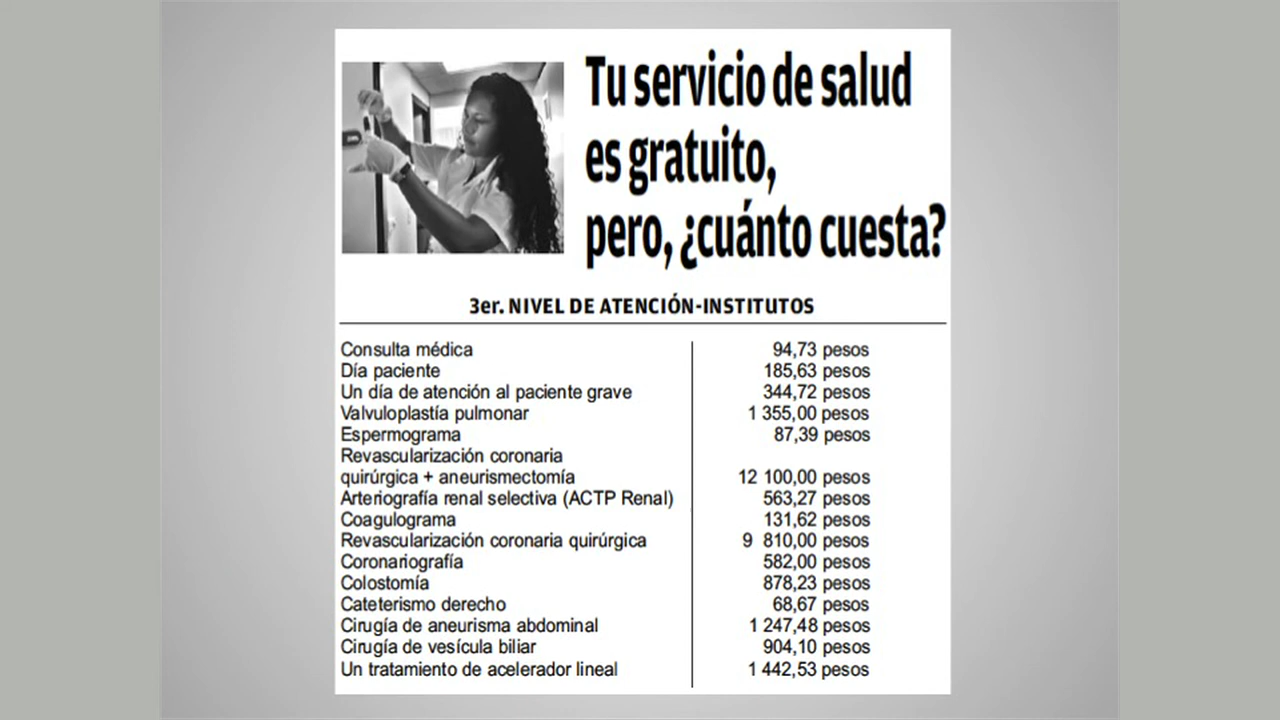 Tu servicio de salud
es gratuito,
pero, ¿cuánto cuesta?
3er. NIVEL DE ATENCIÓN-INSTITUTOS
Consulta médica 94,73 pesos
Día paciente 185,63 pesos
Un día de atención al paciente grave 344,72 pesos
Valvuloplastía pulmonar 1 355,00 pesos
Espermograma 87,39 pesos
Revascularización coronaria
quirúrgica + aneurismectomía 12 100,00 pesos
Arteriografía renal selectiva (ACTP Renal) 563,27 pesos
Coagulograma 131,62 pesos
Revascularización coronaria quirúrgica 9 810,00 pesos
Coronariografía 582,00 pesos
Colostomía 878,23 pesos
Cateterismo derecho 68,67 pesos
Cirugía de aneurisma abdominal 1 247,48 pesos
Cirugía de vesícula biliar 904,10 pesos
Un tratamiento de acelerador lineal 1 442,53 pesos